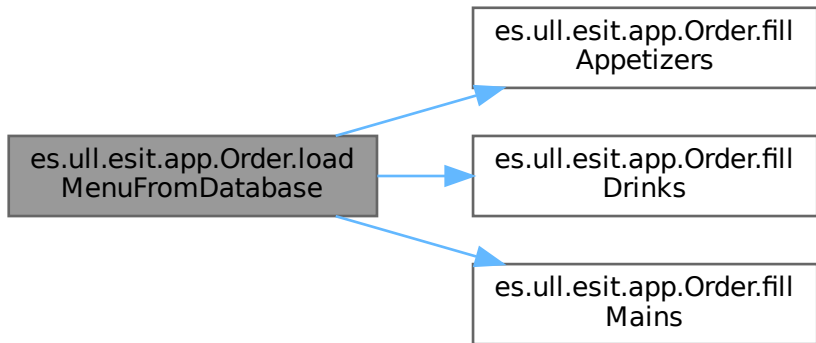 es.ull.esit.app.Order.fill
Appetizers
es.ull.esit.app.Order.load
MenuFromDatabase
es.ull.esit.app.Order.fill
Drinks
es.ull.esit.app.Order.fill
Mains